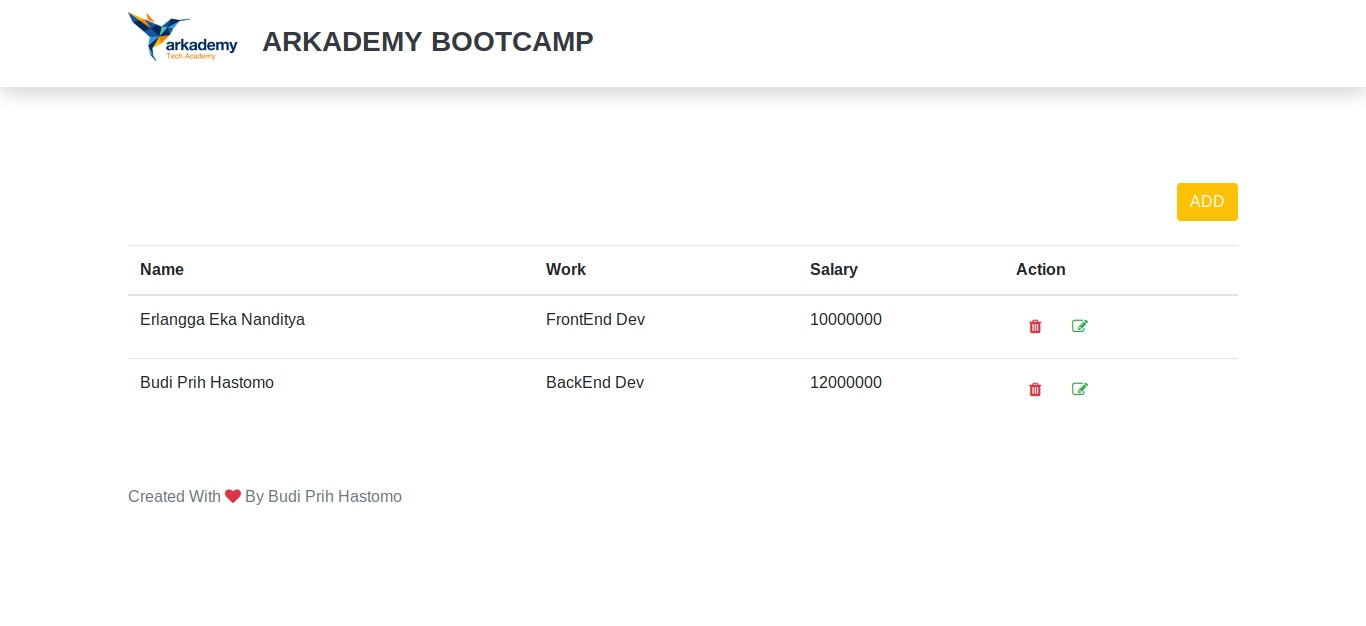 arkademy
Tech Academy
ARKADEMY BOOTCAMP
ADD
Name Work Salary Action
Erlangga Eka Nanditya FrontEnd Dev 10000000
Budi Prih Hastomo BackEnd Dev 12000000
Created With By Budi Prih Hastomo